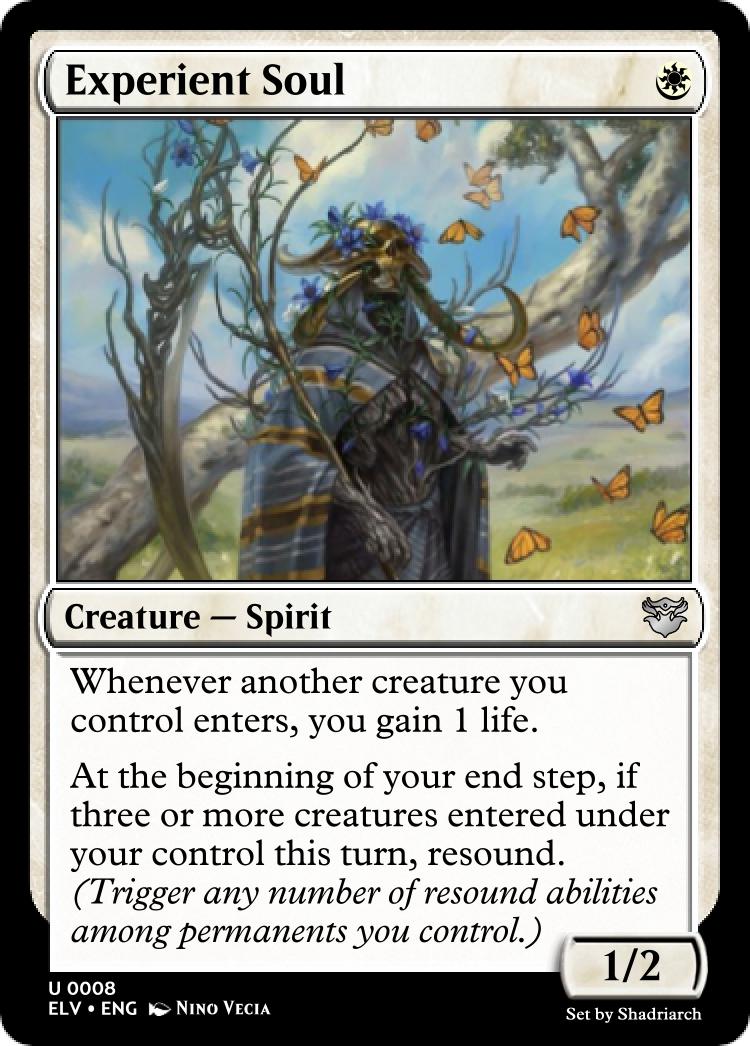 Experient Soul
Creature — Spirit
Whenever another creature you
control enters, you gain 1 life.
At the beginning of your end step, if
three or more creatures entered under
your control this turn, resound.
(Trigger any number of resound abilities
among permanents you control.)
1/2
U 0008
ELV • ENG Nino Vecia
Set by Shadriarch